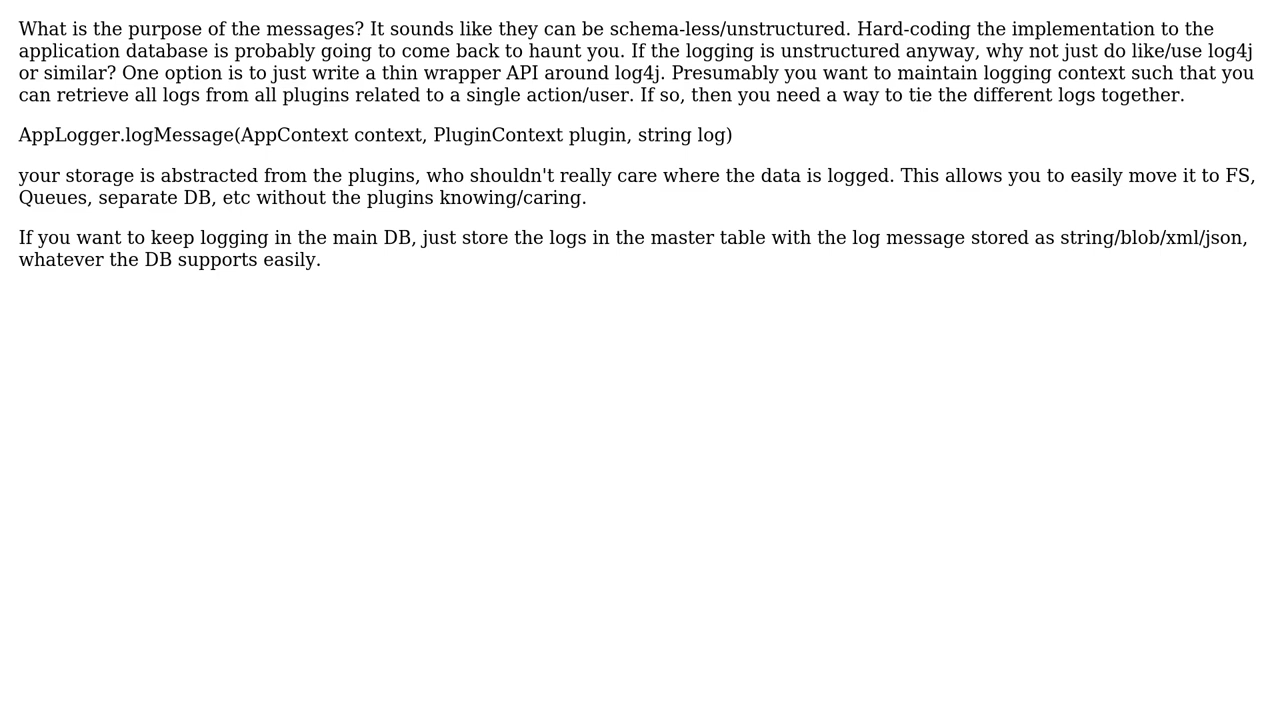 What is the purpose of the messages? It sounds like they can be schema-less/unstructured. Hard-coding the implementation to the
application database is probably going to come back to haunt you. If the logging is unstructured anyway, why not just do like/use log4j
or similar? One option is to just write a thin wrapper API around log4j. Presumably you want to maintain logging context such that you
can retrieve all logs from all plugins related to a single action/user. If so, then you need a way to tie the different logs together.
AppLogger.logMessage(AppContext context, PluginContext plugin, string log)
your storage is abstracted from the plugins, who shouldn't really care where the data is logged. This allows you to easily move it to FS,
Queues, separate DB, etc without the plugins knowing/caring.
If you want to keep logging in the main DB, just store the logs in the master table with the log message stored as string/blob/xml/json,
whatever the DB supports easily.